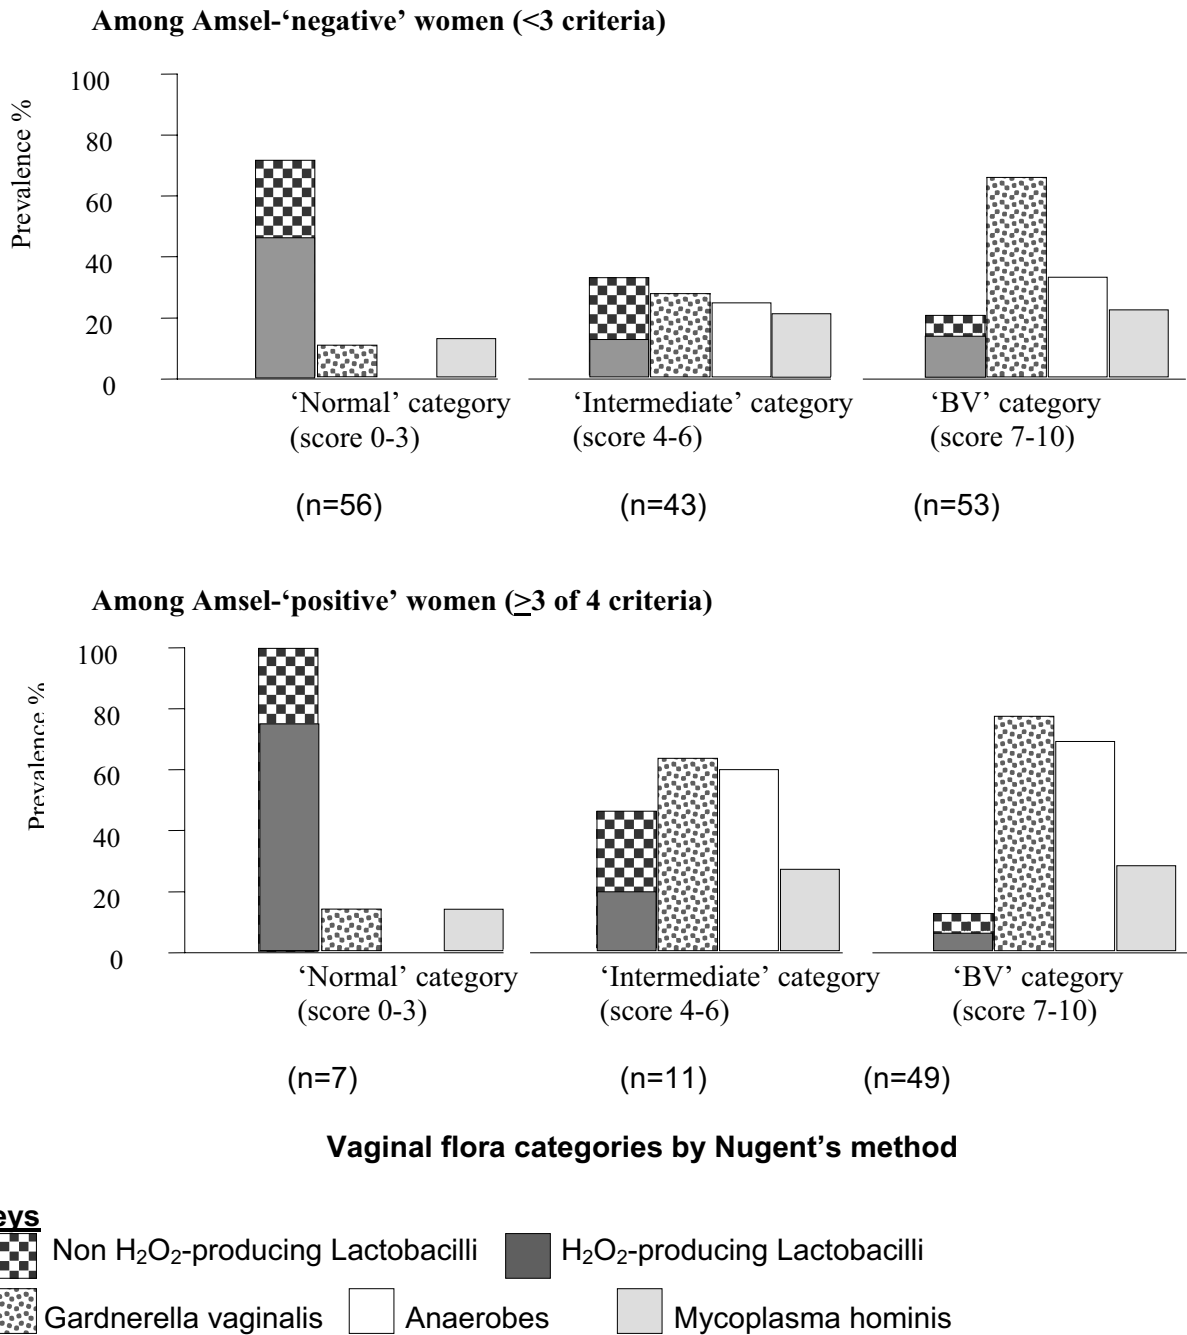 Among Amsel-‘negative’ women (<3 criteria)
Prevalence %
100
80
60
40
20
0
‘Normal’ category ‘Intermediate’ category ‘BV’ category
(score 0-3) (score 4-6) (score 7-10)
(n=56) (n=43) (n=53)
Among Amsel-‘positive’ women (≥3 of 4 criteria)
Prevalence %
100
80
60
40
20
0
‘Normal’ category ‘Intermediate’ category ‘BV’ category
(score 0-3) (score 4-6) (score 7-10)
(n=7) (n=11) (n=49)
Vaginal flora categories by Nugent’s method
eys
Non H₂O₂-producing Lactobacilli H₂O₂-producing Lactobacilli
Gardnerella vaginalis Anaerobes Mycoplasma hominis